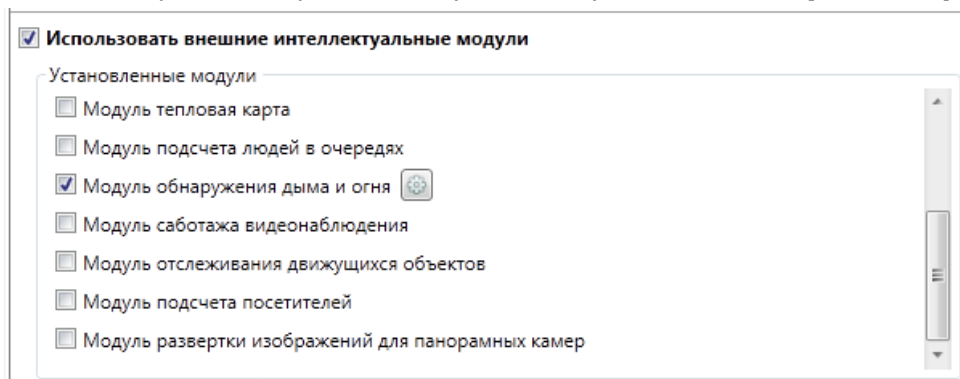 Использовать внешние интеллектуальные модули
Установленные модули
Модуль тепловая карта
Модуль подсчета людей в очередях
Модуль обнаружения дыма и огня
Модуль саботажа видеонаблюдения
Модуль отслеживания движущихся объектов
Модуль подсчета посетителей
Модуль развертки изображений для панорамных камер